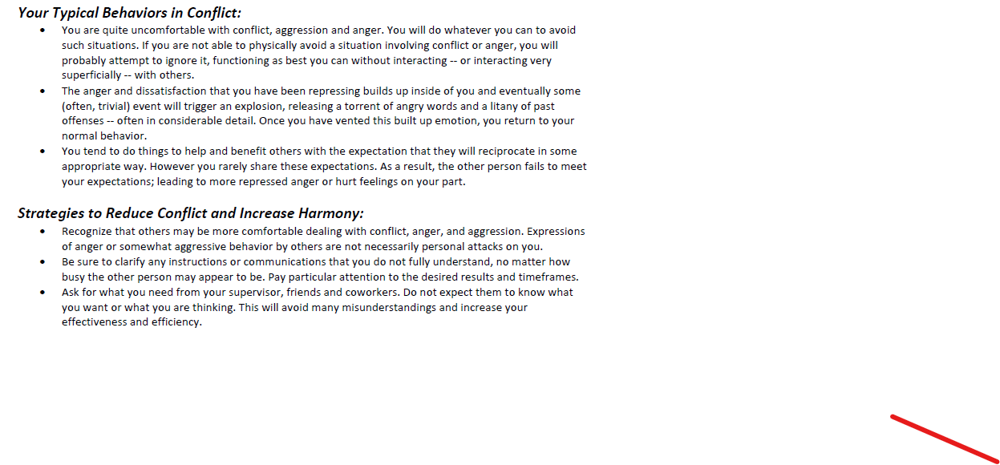 Your Typical Behaviors in Conflict:
• You are quite uncomfortable with conflict, aggression and anger. You will do whatever you can to avoid
such situations. If you are not able to physically avoid a situation involving conflict or anger, you will
probably attempt to ignore it, functioning as best you can without interacting -- or interacting very
superficially -- with others.
• The anger and dissatisfaction that you have been repressing builds up inside of you and eventually some
(often, trivial) event will trigger an explosion, releasing a torrent of angry words and a litany of past
offenses -- often in considerable detail. Once you have vented this built up emotion, you return to your
normal behavior.
• You tend to do things to help and benefit others with the expectation that they will reciprocate in some
appropriate way. However you rarely share these expectations. As a result, the other person fails to meet
your expectations; leading to more repressed anger or hurt feelings on your part.
Strategies to Reduce Conflict and Increase Harmony:
• Recognize that others may be more comfortable dealing with conflict, anger, and aggression. Expressions
of anger or somewhat aggressive behavior by others are not necessarily personal attacks on you.
• Be sure to clarify any instructions or communications that you do not fully understand, no matter how
busy the other person may appear to be. Pay particular attention to the desired results and timeframes.
• Ask for what you need from your supervisor, friends and coworkers. Do not expect them to know what
you want or what you are thinking. This will avoid many misunderstandings and increase your
effectiveness and efficiency.